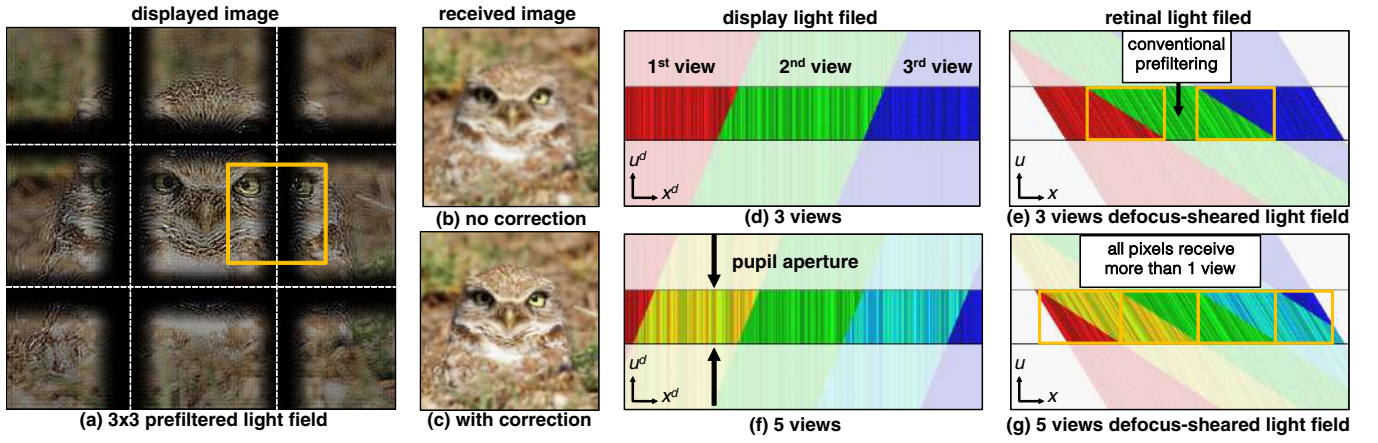 displayed image
received image
display light filed
retinal light filed
(a) 3x3 prefiltered light field
(b) no correction
(c) with correction
1st view
2nd view
3rd view
u^d
x^d
(d) 3 views
conventional
prefiltering
u
x
(e) 3 views defocus-sheared light field
pupil aperture
u^d
x^d
(f) 5 views
all pixels receive
more than 1 view
u
x
(g) 5 views defocus-sheared light field